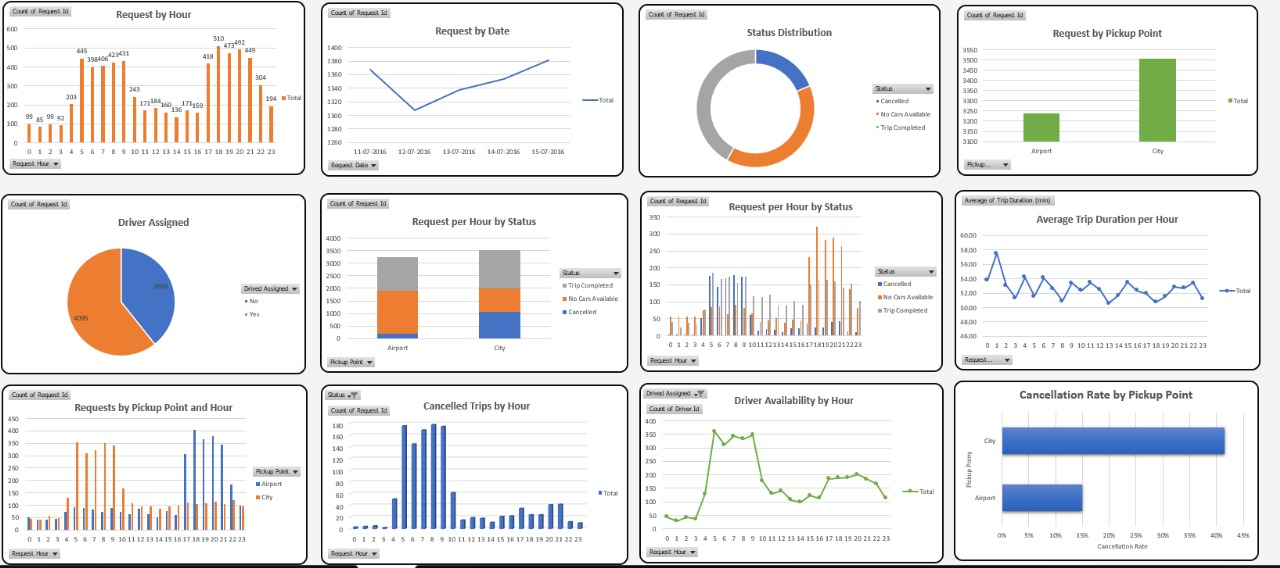 Count of Request Id
Request by Hour
600
500
400
300
200
100
0
99 85 99 92 203 445 398 406 423 431 243 171 184 160 136 171 159 418 510 473 492 449 304 194
0 1 2 3 4 5 6 7 8 9 10 11 12 13 14 15 16 17 18 19 20 21 22 23
Total
Request Hour
Count of Request Id
Request by Date
1400
1380
1360
1340
1320
1300
1280
1260
11-07-2016 12-07-2016 13-07-2016 14-07-2016 15-07-2016
Total
Request Date
Count of Request Id
Status Distribution
Status
Cancelled
No Cars Available
Trip Completed
Count of Request Id
Request by Pickup Point
3550
3500
3450
3400
3350
3300
3250
3200
3150
3100
Airport City
Total
Pickup...
Count of Request Id
Driver Assigned
2650
4095
Drived Assigned
No
Yes
Count of Request Id
Request per Hour by Status
4000
3500
3000
2500
2000
1500
1000
500
0
Airport City
Status
Trip Completed
No Cars Available
Cancelled
Pickup Point
Count of Request Id
Request per Hour by Status
350
300
250
200
150
100
50
0
0 1 2 3 4 5 6 7 8 9 10 11 12 13 14 15 16 17 18 19 20 21 22 23
Status
Cancelled
No Cars Available
Trip Completed
Request Hour
Average of Trip Duration (min)
Average Trip Duration per Hour
60.00
58.00
56.00
54.00
52.00
50.00
48.00
46.00
0 1 2 3 4 5 6 7 8 9 10 11 12 13 14 15 16 17 18 19 20 21 22 23
Total
Request...
Count of Request Id
Requests by Pickup Point and Hour
450
400
350
300
250
200
150
100
50
0
0 1 2 3 4 5 6 7 8 9 10 11 12 13 14 15 16 17 18 19 20 21 22 23
Pickup Point
Airport
City
Request Hour
Status
Count of Request Id
Cancelled Trips by Hour
180
160
140
120
100
80
60
40
20
0
0 1 2 3 4 5 6 7 8 9 10 11 12 13 14 15 16 17 18 19 20 21 22 23
Total
Request Hour
Drived Assigned
Count of Driver Id
Driver Availability by Hour
400
350
300
250
200
150
100
50
0
0 1 2 3 4 5 6 7 8 9 10 11 12 13 14 15 16 17 18 19 20 21 22 23
Total
Request Hour
Cancellation Rate by Pickup Point
Pickup Poiny
City
Airport
0% 5% 10% 15% 20% 25% 30% 35% 40% 45%
Cancellation Rate